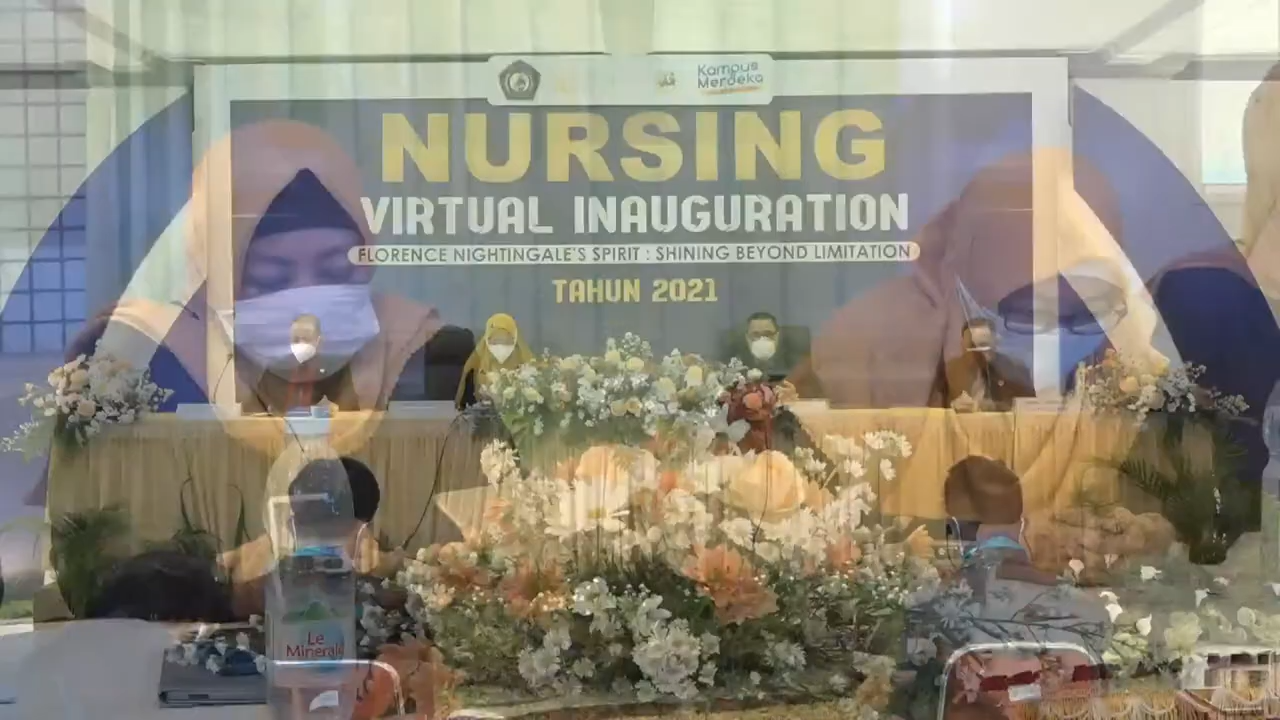 Kampus
Merdeka
NURSING
VIRTUAL INAUGURATION
FLORENCE NIGHTINGALE'S SPIRIT : SHINING BEYOND LIMITATION
TAHUN 2021
Le
Minerale